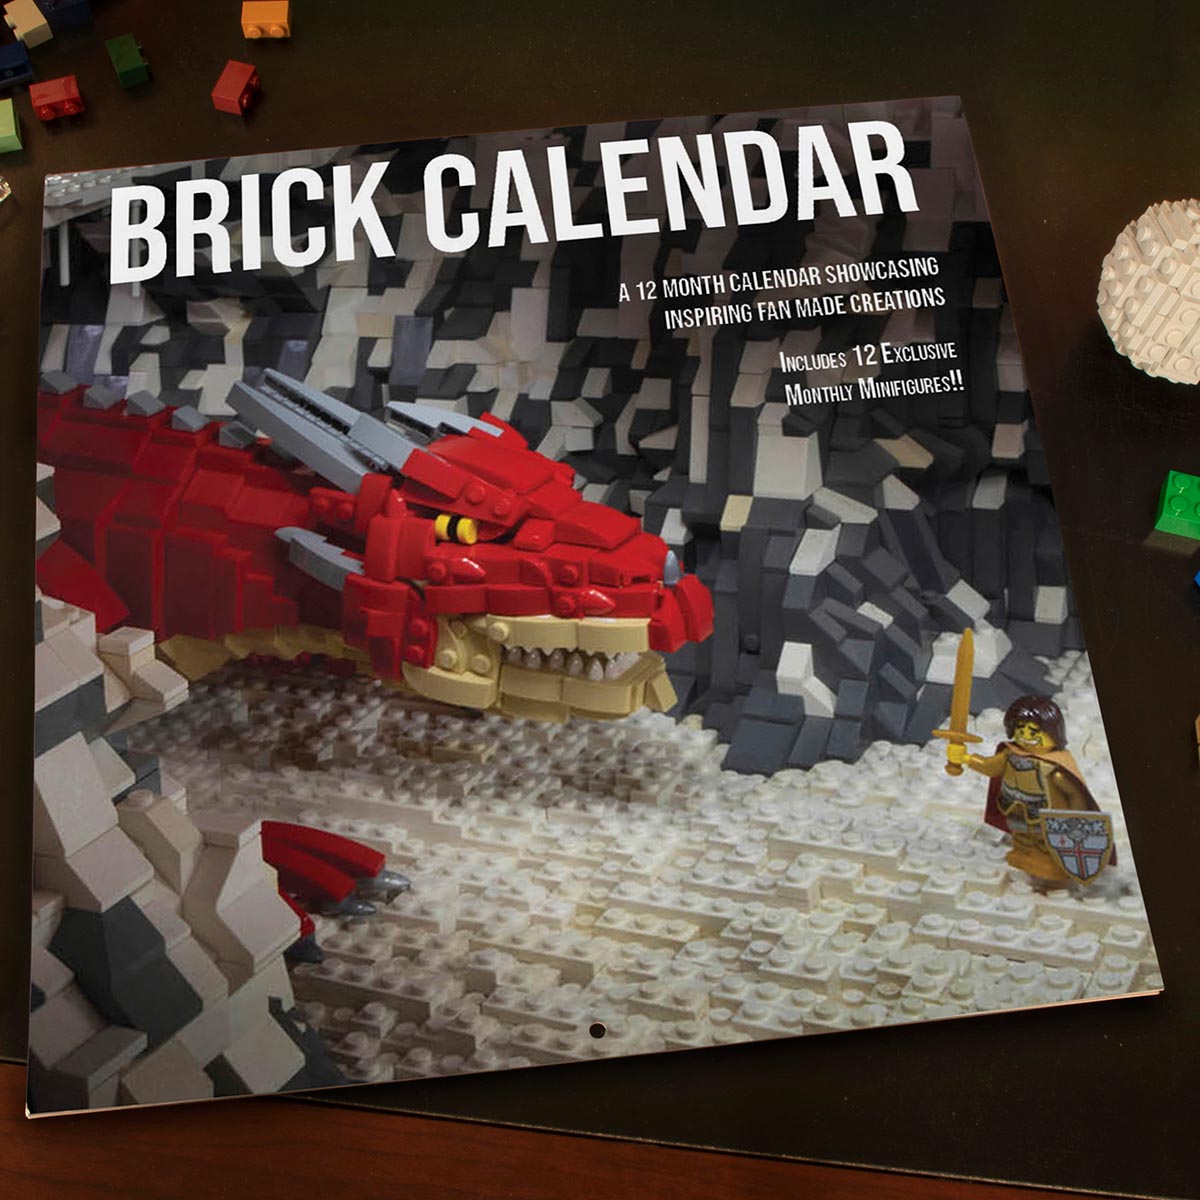 BRICK CALENDAR
A 12 MONTH CALENDAR SHOWCASING
INSPIRING FAN MADE CREATIONS
Includes 12 Exclusive
Monthly Minifigures!!